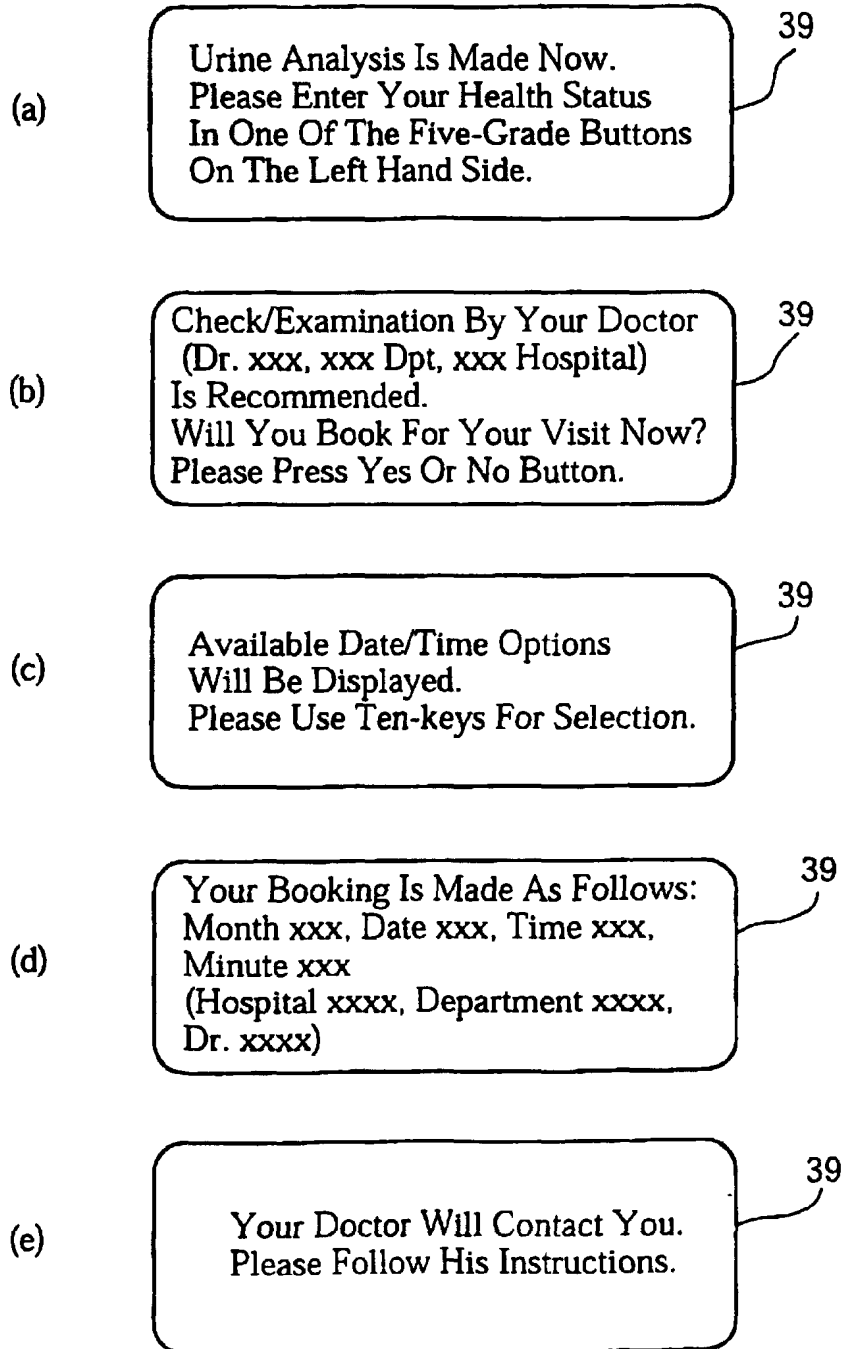 39
(a)
Urine Analysis Is Made Now.
Please Enter Your Health Status
In One Of The Five-Grade Buttons
On The Left Hand Side.
39
(b)
Check/Examination By Your Doctor
(Dr. xxx, xxx Dpt, xxx Hospital)
Is Recommended.
Will You Book For Your Visit Now?
Please Press Yes Or No Button.
39
(c)
Available Date/Time Options
Will Be Displayed.
Please Use Ten-keys For Selection.
39
(d)
Your Booking Is Made As Follows:
Month xxx, Date xxx, Time xxx,
Minute xxx
(Hospital xxxx, Department xxxx,
Dr. xxxx)
39
(e)
Your Doctor Will Contact You.
Please Follow His Instructions.